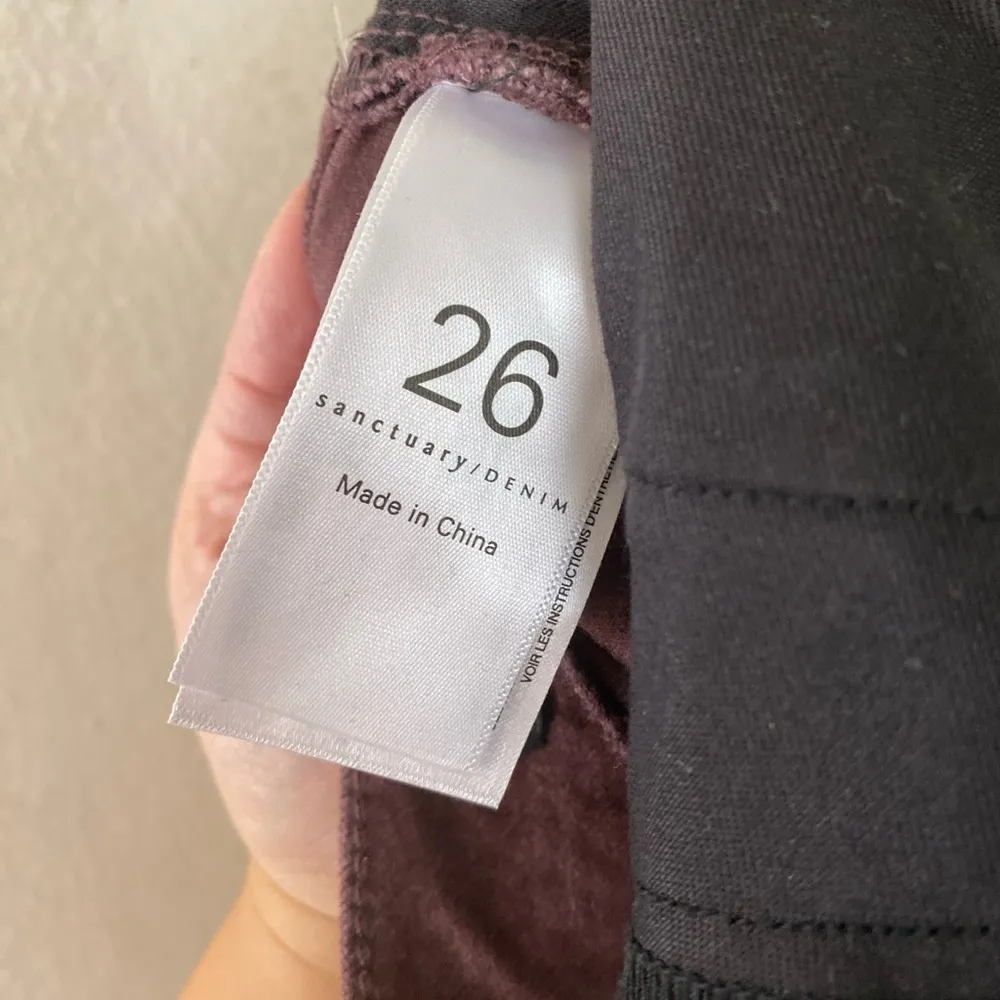 26
sanctuary/DENIM
Made in China
VOIR LES INSTRUCTIONS